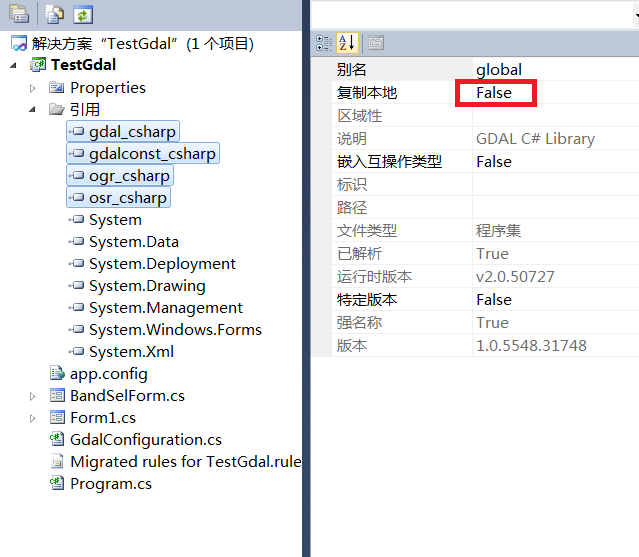 解决方案“TestGdal” (1 个项目)
TestGdal
Properties
引用
gdal_csharp
gdalconst_csharp
ogr_csharp
osr_csharp
System
System.Data
System.Deployment
System.Drawing
System.Management
System.Windows.Forms
System.Xml
app.config
BandSelForm.cs
Form1.cs
GdalConfiguration.cs
Migrated rules for TestGdal.rule
Program.cs
别名 global
复制本地 False
区域性
说明 GDAL C# Library
嵌入互操作类型 False
标识
路径
文件类型 程序集
已解析 True
运行时版本 v2.0.50727
特定版本 False
强名称 True
版本 1.0.5548.31748